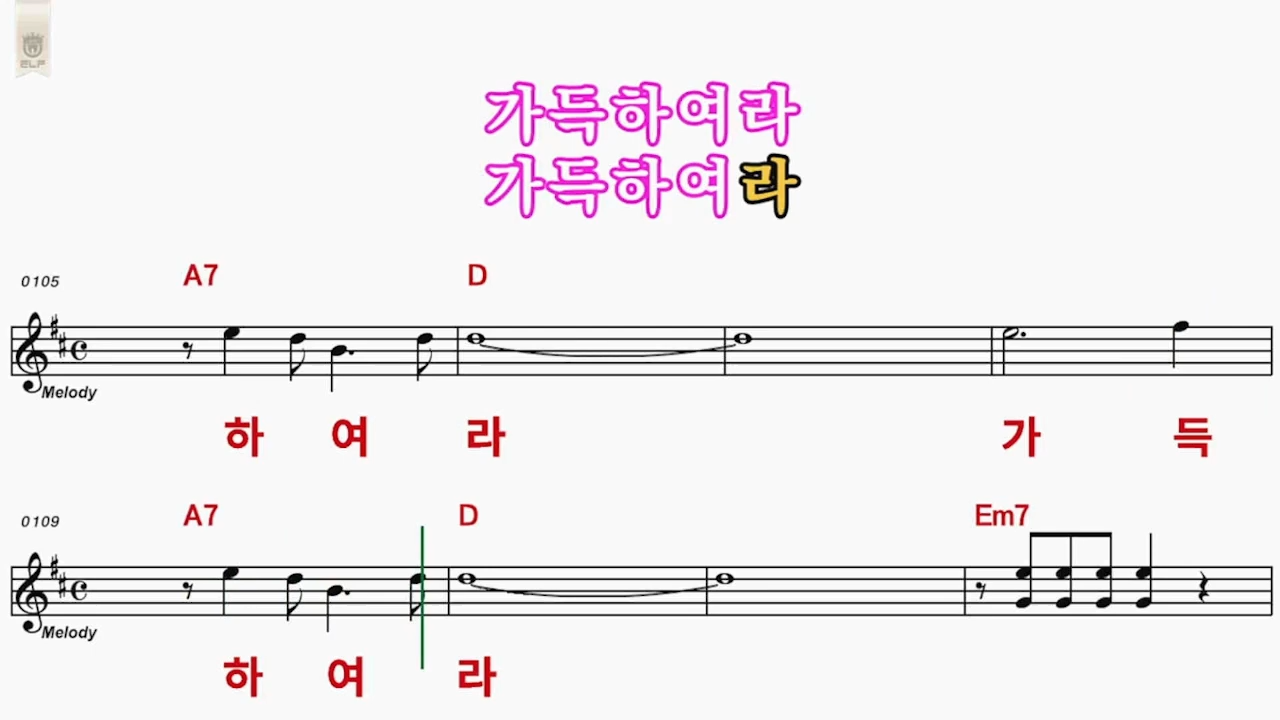 ELF
가득하여라
가득하여라
0105 A7 D
Melody
하 여 라 가 득
0109 A7 D Em7
Melody
하 여 라